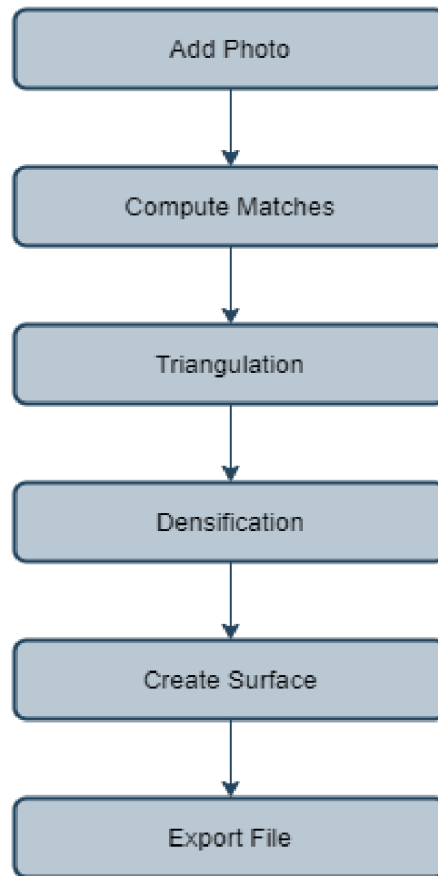 Add Photo
Compute Matches
Triangulation
Densification
Create Surface
Export File